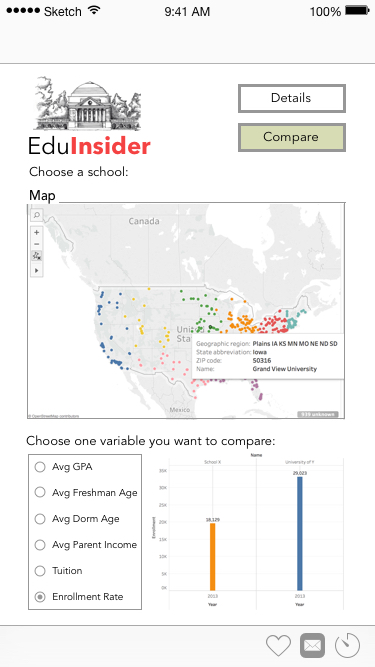 Sketch 9:41 AM 100%
Details
EduInsider
Compare
Choose a school:
Map
Canada
United
Sta
Geographic region: Plains IA KS MN MO NE ND SD
State abbreviation: Iowa
ZIP code: 50316
Name: Grand View University
Mexico
© OpenStreetMap contributors
939 unknown
Choose one variable you want to compare:
Avg GPA
Avg Freshman Age
Avg Dorm Age
Avg Parent Income
Tuition
Enrollment Rate
Name
School X University of Y
35K
30K
25K
20K
15K
10K
5K
0K
Enrollment
18,129
29,023
2013 2013
Year Year